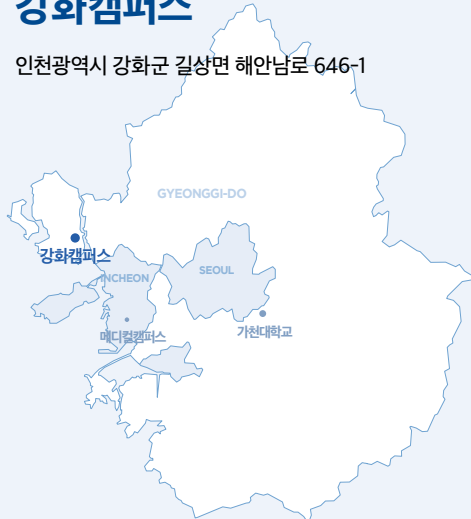 강화캠퍼스
인천광역시 강화군 길상면 해안남로 646-1
GYEONGGI-DO
강화캠퍼스
INCHEON
SEOUL
메디컬캠퍼스
가천대학교